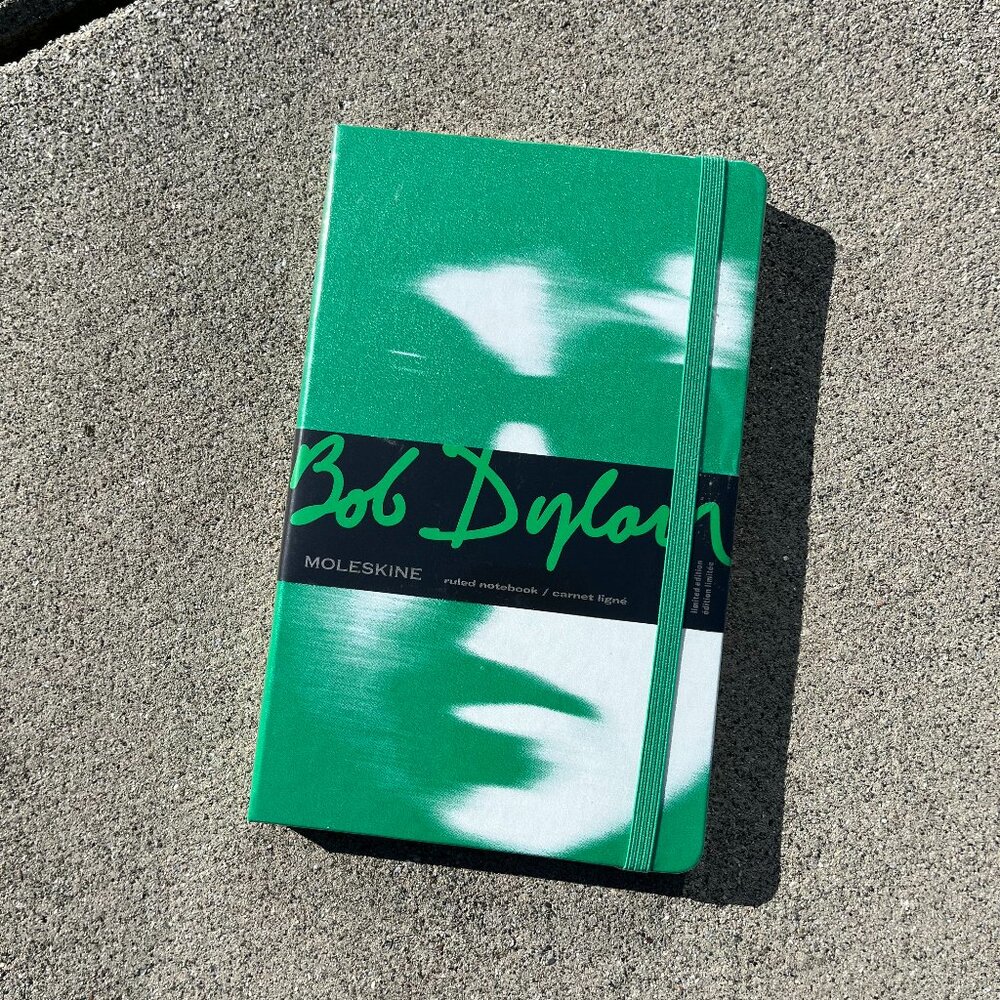 Bob Dylan
MOLESKINE
ruled notebook / carnet ligné
limited edition
édition limitée